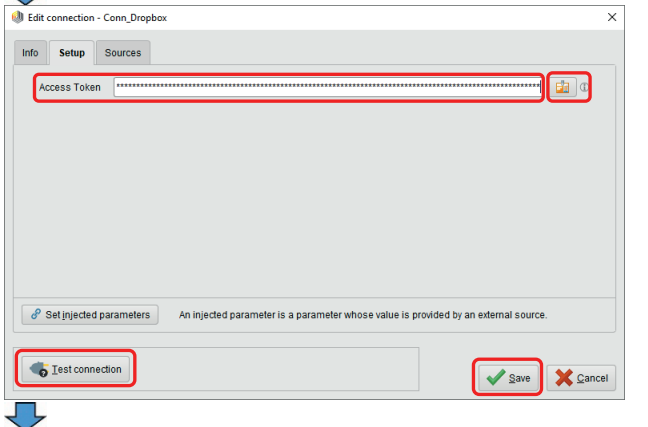 Edit connection - Conn_Dropbox
Info Setup Sources
Access Token ****************************************************************************************************
Set injected parameters An injected parameter is a parameter whose value is provided by an external source.
Test connection
Save Cancel